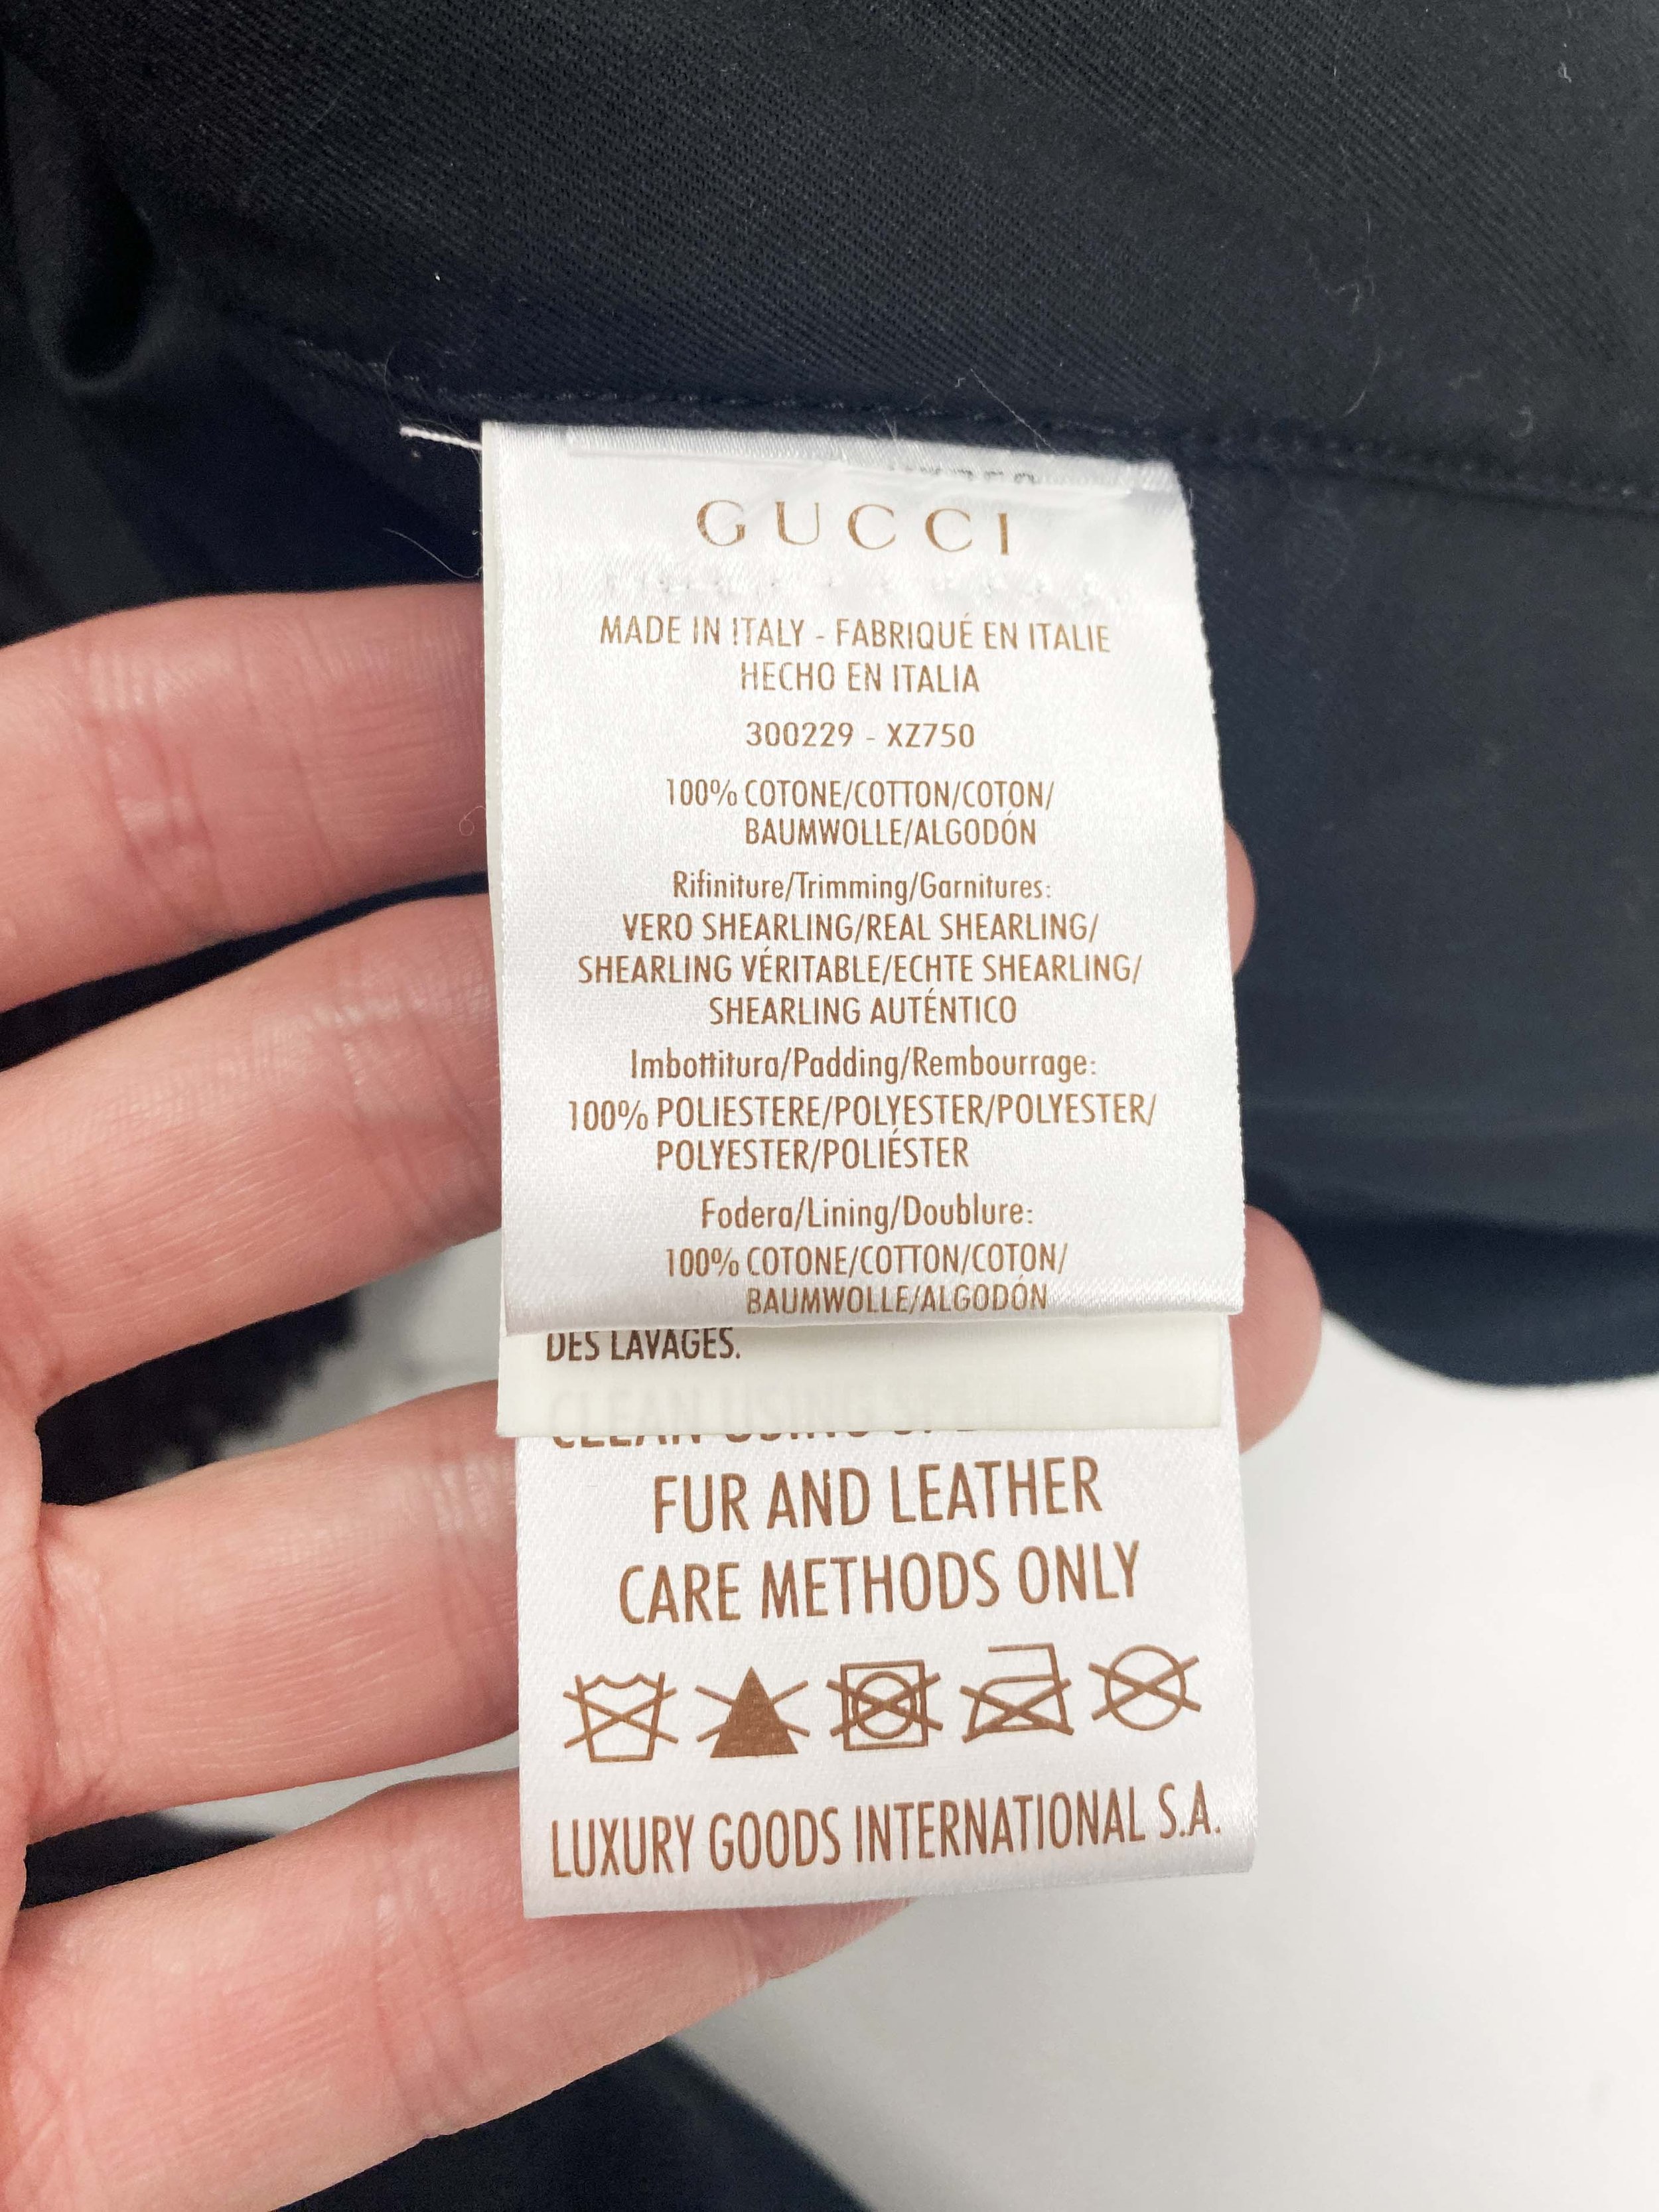 GUCCI
MADE IN ITALY - FABRIQUÉ EN ITALIE
HECHO EN ITALIA
300229 - XZ750
100% COTONE/COTTON/COTON/
BAUMWOLLE/ALGODÓN
Rifiniture/Trimming/Garnitures:
VERO SHEARLING/REAL SHEARLING/
SHEARLING VÉRITABLE/ECHTE SHEARLING/
SHEARLING AUTÉNTICO
Imbottitura/Padding/Rembourrage:
100% POLIESTERE/POLYESTER/POLYESTER/
POLYESTER/POLIÉSTER
Fodera/Lining/Doublure:
100% COTONE/COTTON/COTON/
BAUMWOLLE/ALGODÓN
DES LAVAGES.
CLEAN USING
FUR AND LEATHER
CARE METHODS ONLY
LUXURY GOODS INTERNATIONAL S.A.